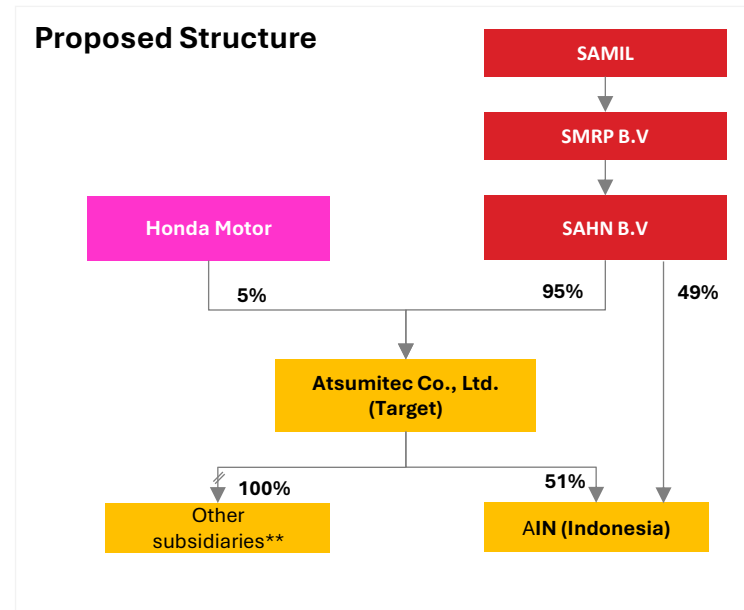 Proposed Structure
SAMIL
SMRP B.V
Honda Motor
SAHN B.V
5%
95%
49%
Atsumitec Co., Ltd.
(Target)
100%
51%
Other
subsidiaries**
AIN (Indonesia)